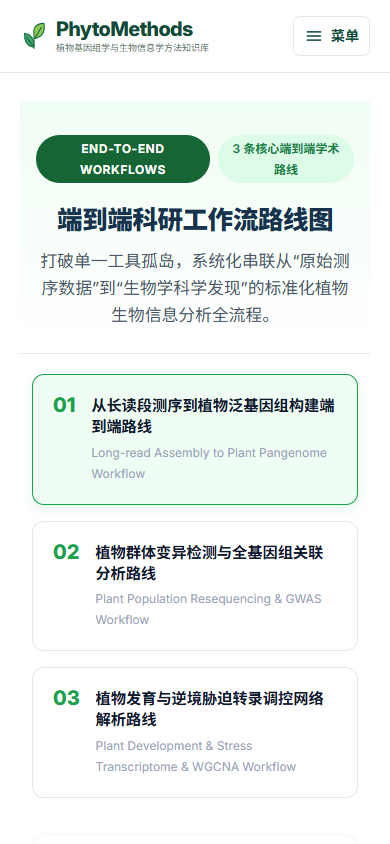 PhytoMethods
植物基因组学与生物信息学方法知识库
菜单
END-TO-END
WORKFLOWS
3 条核心端到端学术
路线
端到端科研工作流路线图
打破单一工具孤岛，系统化串联从“原始测
序数据”到“生物学科学发现”的标准化植物
生物信息分析全流程。
01
从长读段测序到植物泛基因组构建端
到端路线
Long-read Assembly to Plant Pangenome
Workflow
02
植物群体变异检测与全基因组关联
分析路线
Plant Population Resequencing & GWAS
Workflow
03
植物发育与逆境胁迫转录调控网络
解析路线
Plant Development & Stress
Transcriptome & WGCNA Workflow